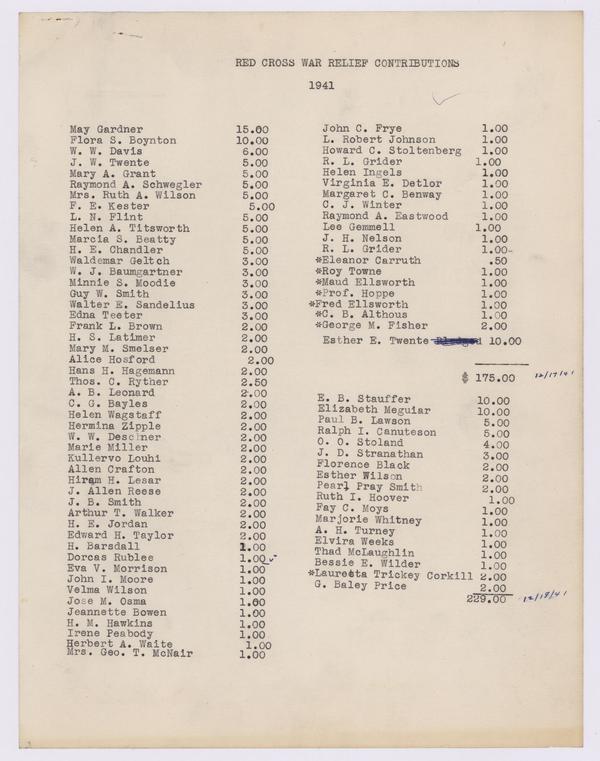 RED CROSS WAR RELIEF CONTRIBUTIONS
1941
May Gardner 15.00
Flora S. Boynton 10.00
W. W. Davis 6.00
J. W. Twente 5.00
Mary A. Grant 5.00
Raymond A. Schwegler 5.00
Mrs. Ruth A. Wilson 5.00
F. E. Kester 5.00
L. N. Flint 5.00
Helen A. Titsworth 5.00
Marcia S. Beatty 5.00
H. E. Chandler 5.00
Waldemar Geltch 3.00
W. J. Baumgartner 3.00
Minnie S. Moodie 3.00
Guy W. Smith 3.00
Walter E. Sandelius 3.00
Edna Teeter 3.00
Frank L. Brown 2.00
H. S. Latimer 2.00
Mary M. Smelser 2.00
Alice Hosford 2.00
Hans H. Hagemann 2.00
Thos. C. Ryther 2.50
A. B. Leonard 2.00
C. G. Bayles 2.00
Helen Wagstaff 2.00
Hermina Zipple 2.00
W. W. Deschner 2.00
Marie Miller 2.00
Kullervo Louhi 2.00
Allen Crafton 2.00
Hiram H. Lesar 2.00
J. Allen Reese 2.00
J. B. Smith 2.00
Arthur T. Walker 2.00
H. E. Jordan 2.00
Edward H. Taylor 2.00
H. Barsdall 1.00
Dorcas Rublee 1.00
Eva V. Morrison 1.00
John I. Moore 1.00
Velma Wilson 1.00
Jose M. Osma 1.00
Jeannette Bowen 1.00
H. M. Hawkins 1.00
Irene Peabody 1.00
Herbert A. Waite 1.00
Mrs. Geo. T. McNair 1.00
John C. Frye 1.00
L. Robert Johnson 1.00
Howard C. Stoltenberg 1.00
R. L. Grider 1.00
Helen Ingels 1.00
Virginia E. Detlor 1.00
Margaret C. Benway 1.00
C. J. Winter 1.00
Raymond A. Eastwood 1.00
Lee Gemmell 1.00
J. H. Nelson 1.00
R. L. Grider 1.00
*Eleanor Carruth .50
*Roy Towne 1.00
*Maud Ellsworth 1.00
*Prof. Hoppe 1.00
*Fred Ellsworth 1.00
*C. B. Althous 1.00
*George M. Fisher 2.00
Esther E. Twente Pledged 10.00
$ 175.00 12/17/41
E. B. Stauffer 10.00
Elizabeth Meguiar 10.00
Paul B. Lawson 5.00
Ralph I. Canuteson 5.00
O. O. Stoland 4.00
J. D. Stranathan 3.00
Florence Black 2.00
Esther Wilson 2.00
Pearl Pray Smith 2.00
Ruth I. Hoover 1.00
Fay C. Moys 1.00
Marjorie Whitney 1.00
A. H. Turney 1.00
Elvira Weeks 1.00
Thad McLaughlin 1.00
Bessie E. Wilder 1.00
*Lauretta Trickey Corkill 2.00
G. Baley Price 2.00
229.00 12/18/41